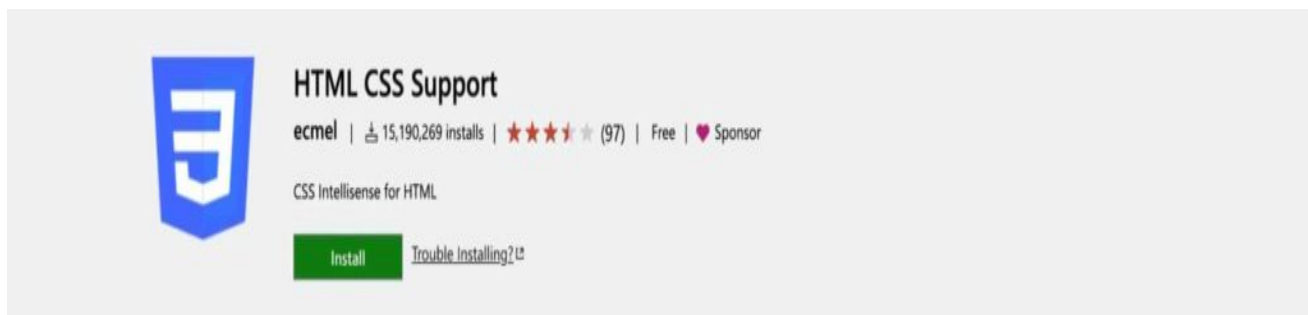 HTML CSS Support
ecmel | 15,190,269 installs | (97) | Free | Sponsor
CSS Intellisense for HTML
Install Trouble Installing?